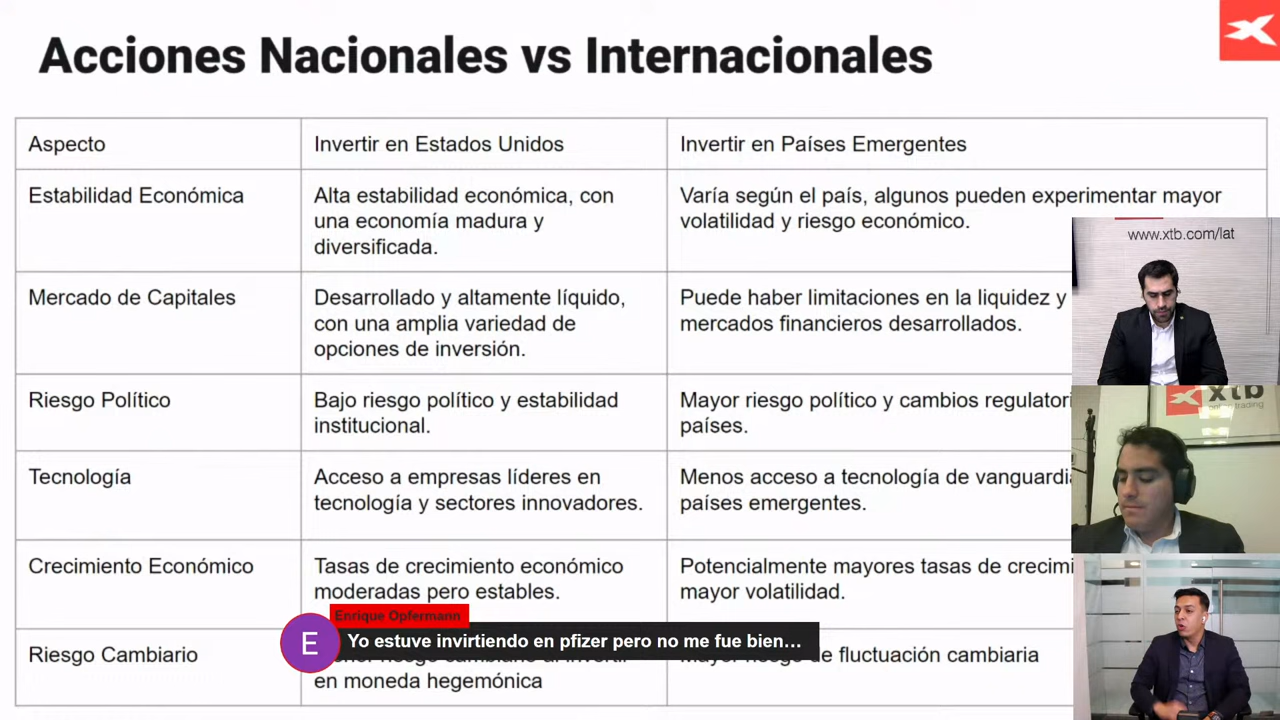 Acciones Nacionales vs Internacionales
Aspecto
Invertir en Estados Unidos
Invertir en Países Emergentes
Estabilidad Económica
Alta estabilidad económica, con
una economía madura y
diversificada.
Varía según el país, algunos pueden experimentar mayor
volatilidad y riesgo económico.
Mercado de Capitales
Desarrollado y altamente líquido,
con una amplia variedad de
opciones de inversión.
Puede haber limitaciones en la liquidez y
mercados financieros desarrollados.
Riesgo Político
Bajo riesgo político y estabilidad
institucional.
Mayor riesgo político y cambios regulatori
países.
Tecnología
Acceso a empresas líderes en
tecnología y sectores innovadores.
Menos acceso a tecnología de vanguardia
países emergentes.
Crecimiento Económico
Tasas de crecimiento económico
moderadas pero estables.
Potencialmente mayores tasas de crecimi
mayor volatilidad.
Riesgo Cambiario
en moneda hegemónica
de fluctuación cambiaria
Enrique Opfermann
E
Yo estuve invirtiendo en pfizer pero no me fue bien...
www.xtb.com/lat
xtb
trading